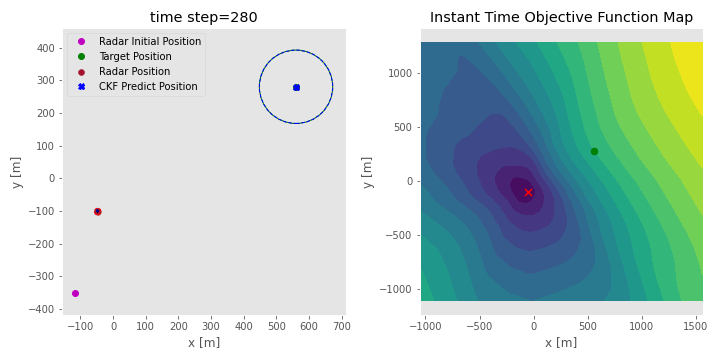 time step=280
Radar Initial Position
Target Position
Radar Position
CKF Predict Position
400
300
200
100
0
−100
−200
−300
−400
y [m]
−100 0 100 200 300 400 500 600 700
x [m]
Instant Time Objective Function Map
1000
500
0
−500
−1000
y [m]
−1000 −500 0 500 1000 1500
x [m]